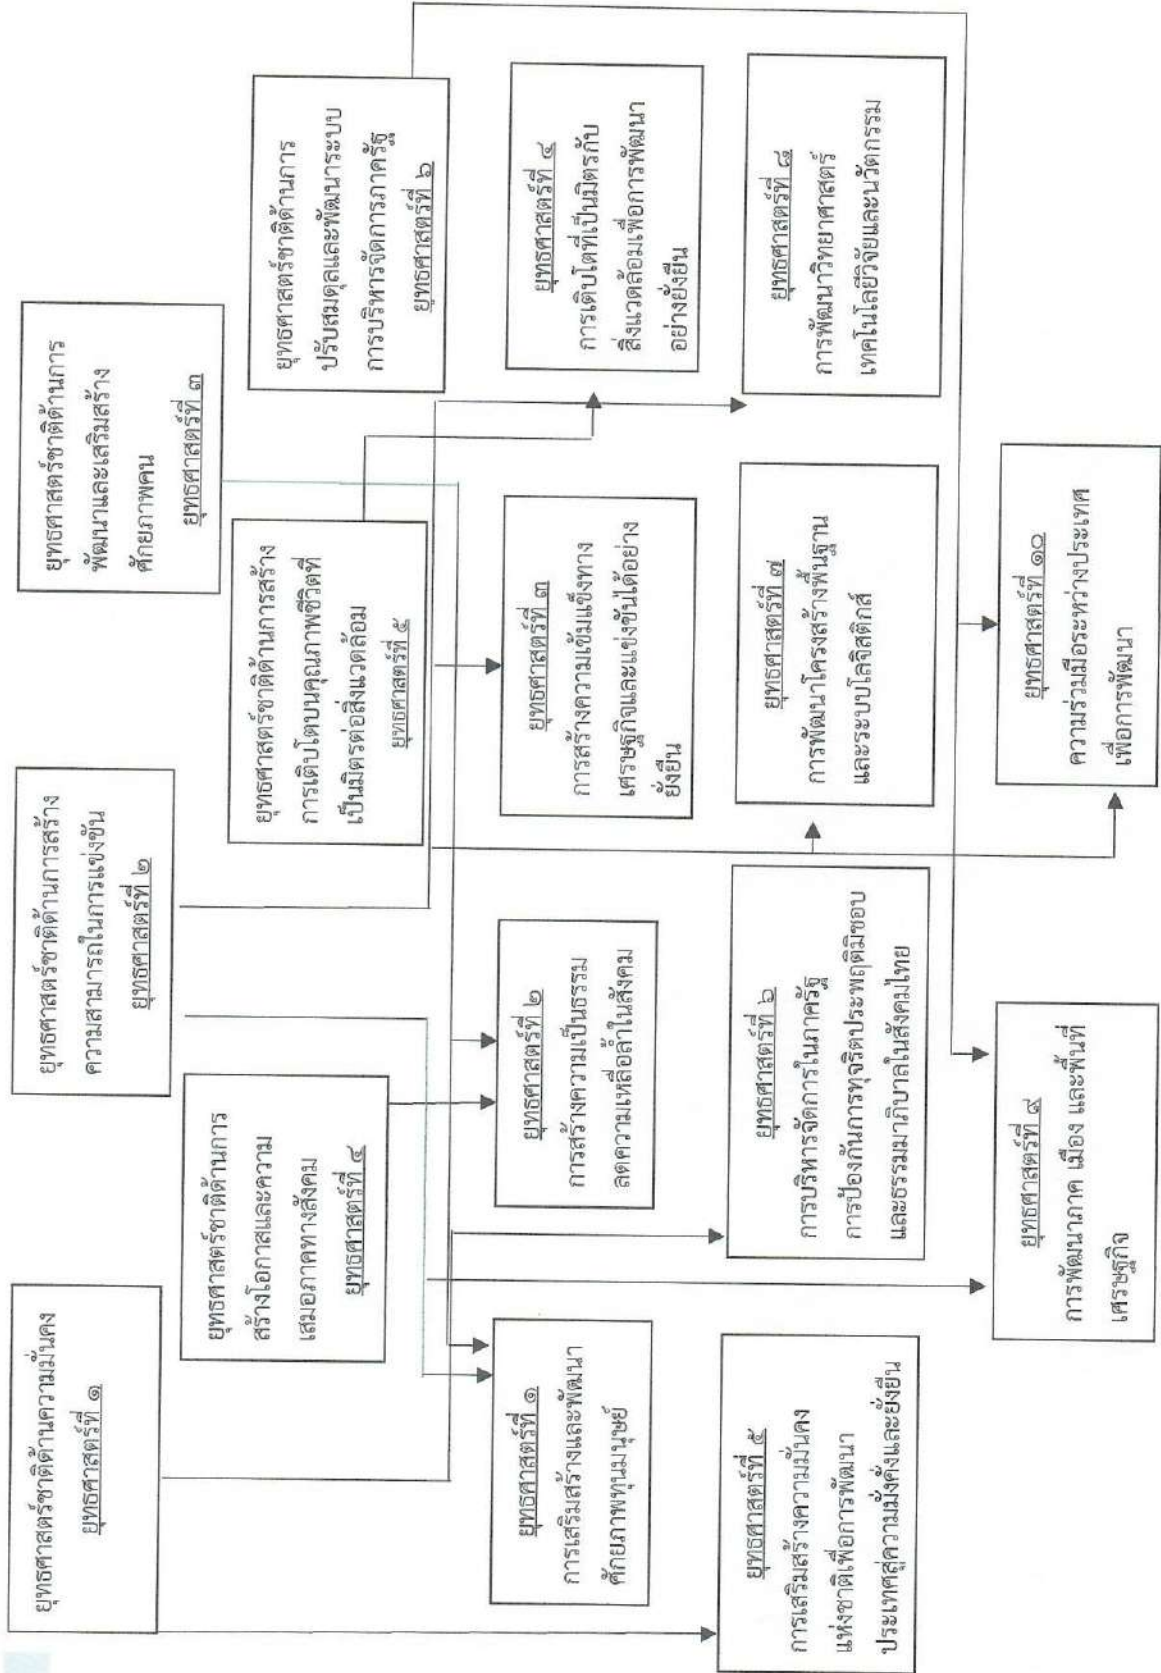 ยุทธศาสตร์ชาติด้านความมั่นคง
ยุทธศาสตร์ที่ ๑
ยุทธศาสตร์ชาติด้านการสร้าง
ความสามารถในการแข่งขัน
ยุทธศาสตร์ที่ ๒
ยุทธศาสตร์ชาติด้านการ
พัฒนาและเสริมสร้าง
ศักยภาพคน
ยุทธศาสตร์ที่ ๓
ยุทธศาสตร์ชาติด้านการ
สร้างโอกาสและความ
เสมอภาคทางสังคม
ยุทธศาสตร์ที่ ๔
ยุทธศาสตร์ชาติด้านการสร้าง
การเติบโตบนคุณภาพชีวิตที่
เป็นมิตรต่อสิ่งแวดล้อม
ยุทธศาสตร์ที่ ๕
ยุทธศาสตร์ชาติด้านการ
ปรับสมดุลและพัฒนาระบบ
การบริหารจัดการภาครัฐ
ยุทธศาสตร์ที่ ๖
ยุทธศาสตร์ที่ ๑
การเสริมสร้างและพัฒนา
ศักยภาพทุนมนุษย์
ยุทธศาสตร์ที่ ๒
การสร้างความเป็นธรรม
ลดความเหลื่อล้ำในสังคม
ยุทธศาสตร์ที่ ๓
การสร้างความเข้มแข็งทาง
เศรษฐกิจและแข่งขันได้อย่าง
ยั่งยืน
ยุทธศาสตร์ที่ ๔
การเติบโตที่เป็นมิตรกับ
สิ่งแวดล้อมเพื่อการพัฒนา
อย่างยั่งยืน
ยุทธศาสตร์ที่ ๕
การเสริมสร้างความมั่นคง
แห่งชาติเพื่อการพัฒนา
ประเทศสู่ความมั่งคั่งและยั่งยืน
ยุทธศาสตร์ที่ ๖
การบริหารจัดการในภาครัฐ
การป้องกันการทุจริตประพฤติมิชอบ
และธรรมมาภิบาลในสังคมไทย
ยุทธศาสตร์ที่ ๗
การพัฒนาโครงสร้างพื้นฐาน
และระบบโลจิสติกส์
ยุทธศาสตร์ที่ ๘
การพัฒนาวิทยาศาสตร์
เทคโนโลยีวิจัยและนวัตกรรม
ยุทธศาสตร์ที่ ๙
การพัฒนาภาค เมือง และพื้นที่
เศรษฐกิจ
ยุทธศาสตร์ที่ ๑๐
ความร่วมมือระหว่างประเทศ
เพื่อการพัฒนา